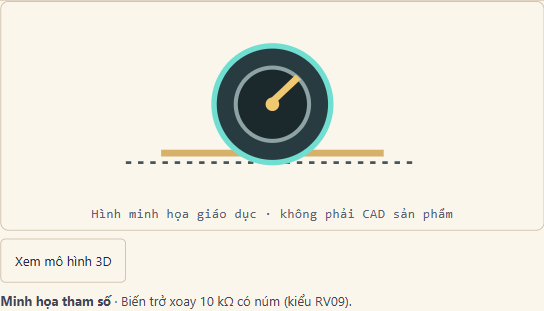 Hình minh họa giáo dục · không phải CAD sản phẩm
Xem mô hình 3D
Minh họa tham số · Biến trở xoay 10 kΩ có núm (kiểu RV09).